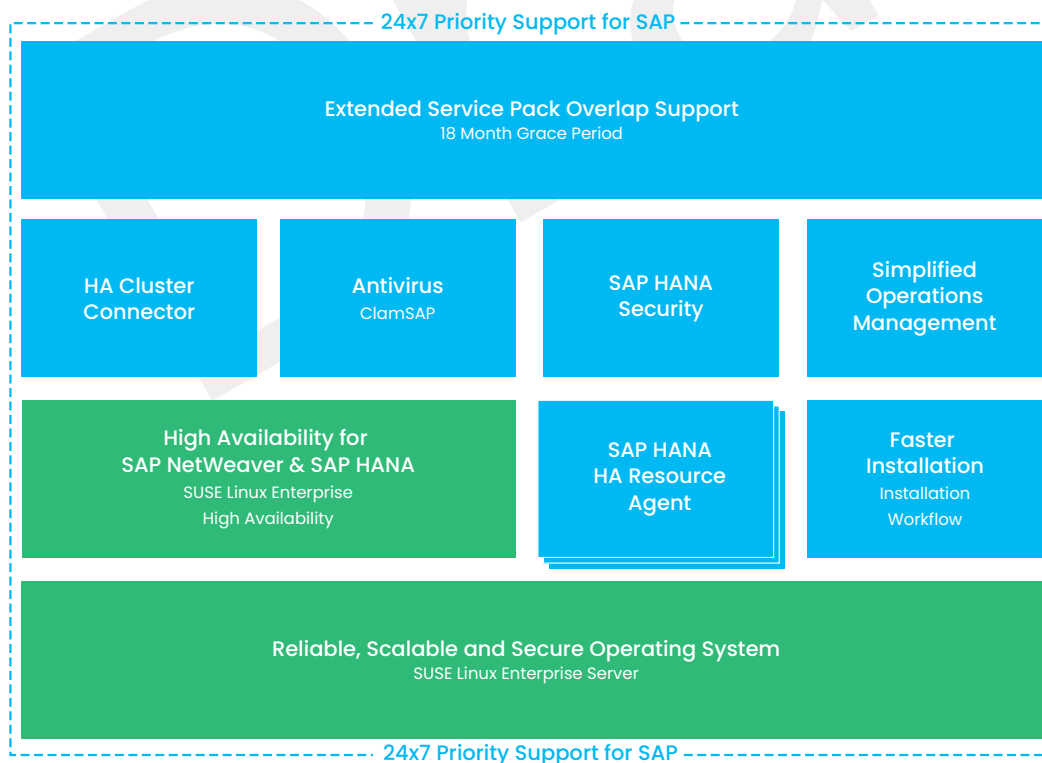 24x7 Priority Support for SAP
Extended Service Pack Overlap Support
18 Month Grace Period
HA Cluster
Connector
Antivirus
ClamSAP
SAP HANA
Security
Simplified
Operations
Management
High Availability for
SAP NetWeaver & SAP HANA
SUSE Linux Enterprise
High Availability
SAP HANA
HA Resource
Agent
Faster
Installation
Installation
Workflow
Reliable, Scalable and Secure Operating System
SUSE Linux Enterprise Server
24x7 Priority Support for SAP